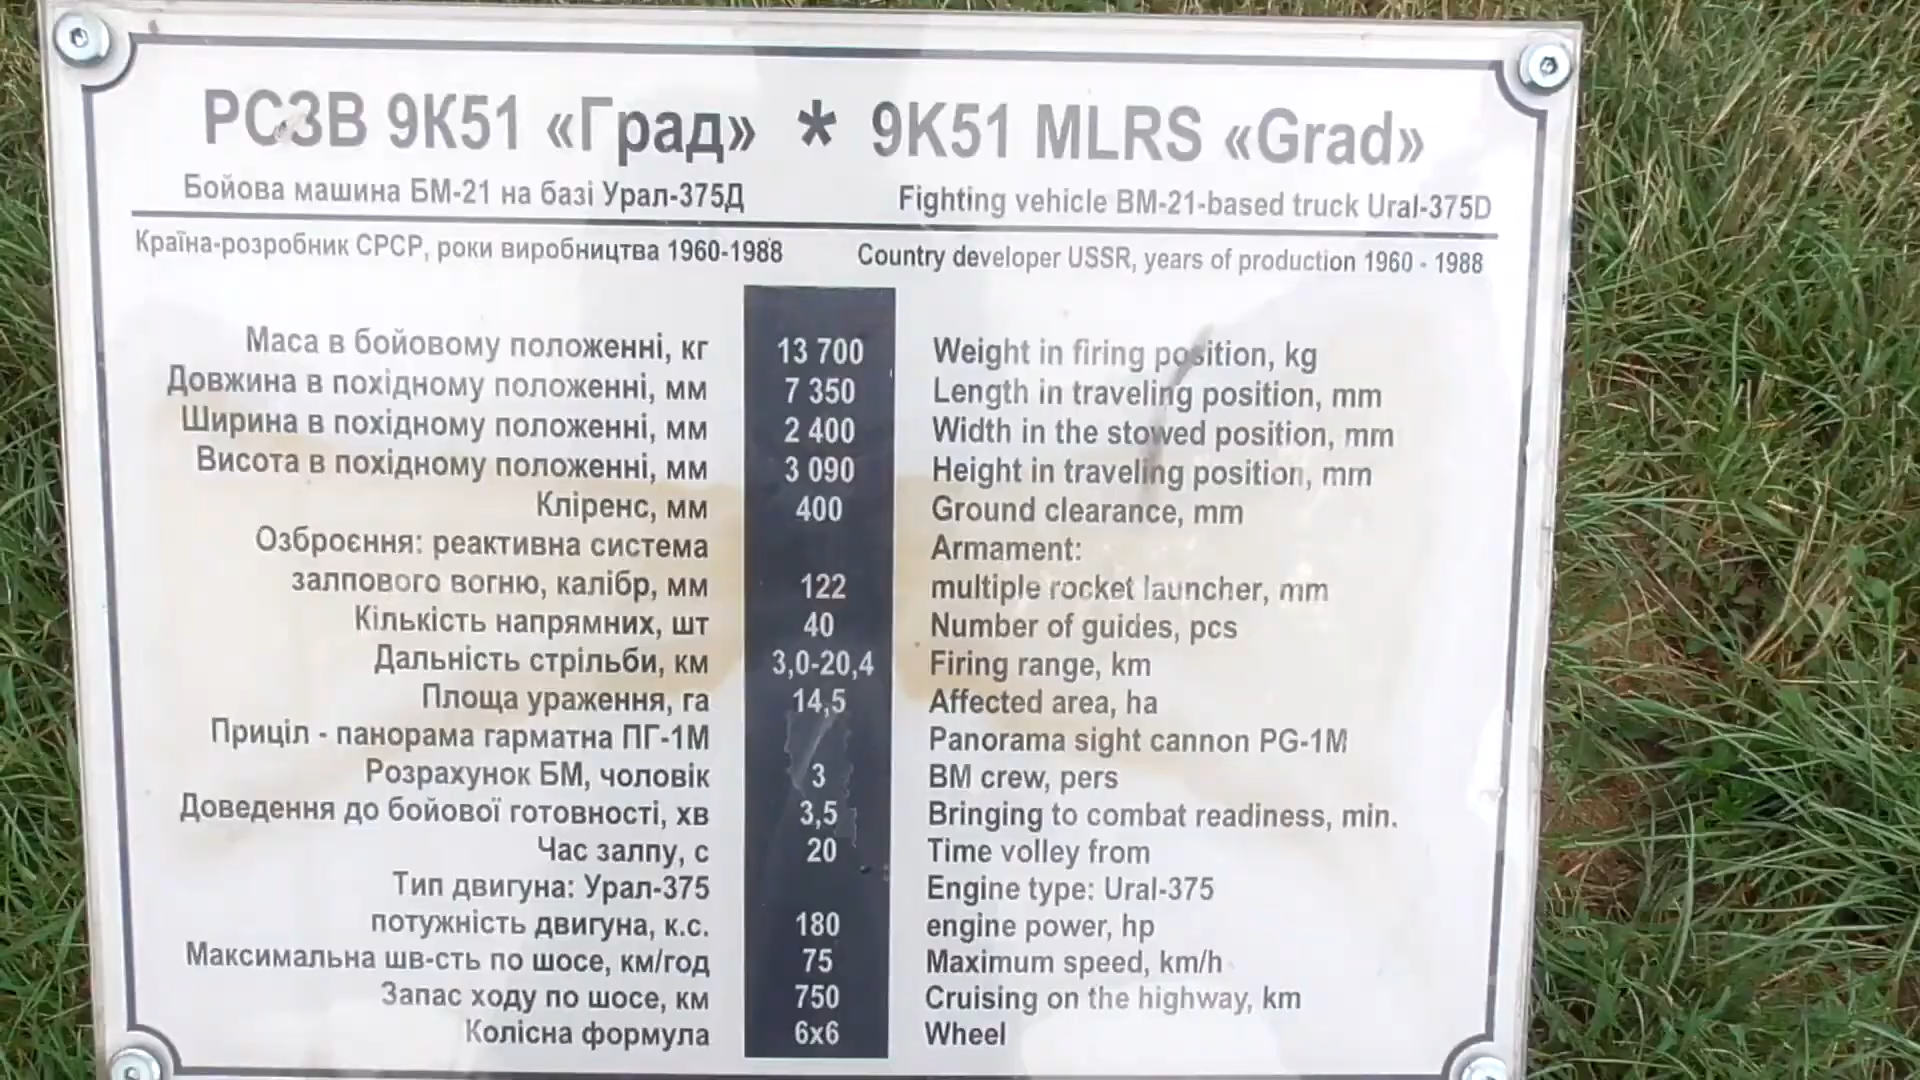 РСЗВ 9К51 «Град» * 9K51 MLRS «Grad»
Бойова машина БМ-21 на базі Урал-375Д Fighting vehicle BM-21-based truck Ural-375D
Країна-розробник СРСР, роки виробництва 1960-1988 Country developer USSR, years of production 1960 - 1988
Маса в бойовому положенні, кг 13 700 Weight in firing position, kg
Довжина в похідному положенні, мм 7 350 Length in traveling position, mm
Ширина в похідному положенні, мм 2 400 Width in the stowed position, mm
Висота в похідному положенні, мм 3 090 Height in traveling position, mm
Кліренс, мм 400 Ground clearance, mm
Озброєння: реактивна система Armament:
залпового вогню, калібр, мм 122 multiple rocket launcher, mm
Кількість напрямних, шт 40 Number of guides, pcs
Дальність стрільби, км 3,0-20,4 Firing range, km
Площа ураження, га 14,5 Affected area, ha
Приціл - панорама гарматна ПГ-1М Panorama sight cannon PG-1M
Розрахунок БМ, чоловік 3 BM crew, pers
Доведення до бойової готовності, хв 3,5 Bringing to combat readiness, min.
Час залпу, с 20 Time volley from
Тип двигуна: Урал-375 Engine type: Ural-375
потужність двигуна, к.с. 180 engine power, hp
Максимальна шв-сть по шосе, км/год 75 Maximum speed, km/h
Запас ходу по шосе, км 750 Cruising on the highway, km
Колісна формула 6x6 Wheel